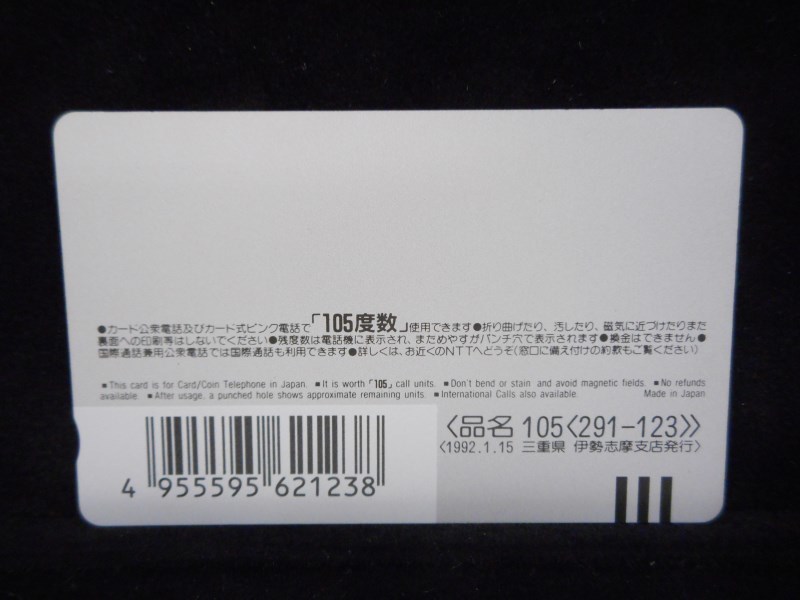 ●カード公衆電話及びカード式ピンク電話で「105度数」使用できます●折り曲げたり、汚したり、磁気に近づけたりまた
裏面への印刷等はしないでください●残度数は電話機に表示され、まためやすがパンチ穴で表示されます●換金はできません●
国際通話兼用公衆電話では国際通話も利用できます●詳しくは、お近くのNTTへどうぞ(窓口に備え付けの約款もご覧ください)
■This card is for Card/Coin Telephone in Japan. ■It is worth「105」call units. ■Don't bend or stain and avoid magnetic fields. ■No refunds
available. ■After usage, a punched hole shows approximate remaining units. ■International Calls also available. Made in Japan
4 955595 621238
〈品名 105〈291-123〉〉
〈1992.1.15 三重県 伊勢志摩支店発行〉